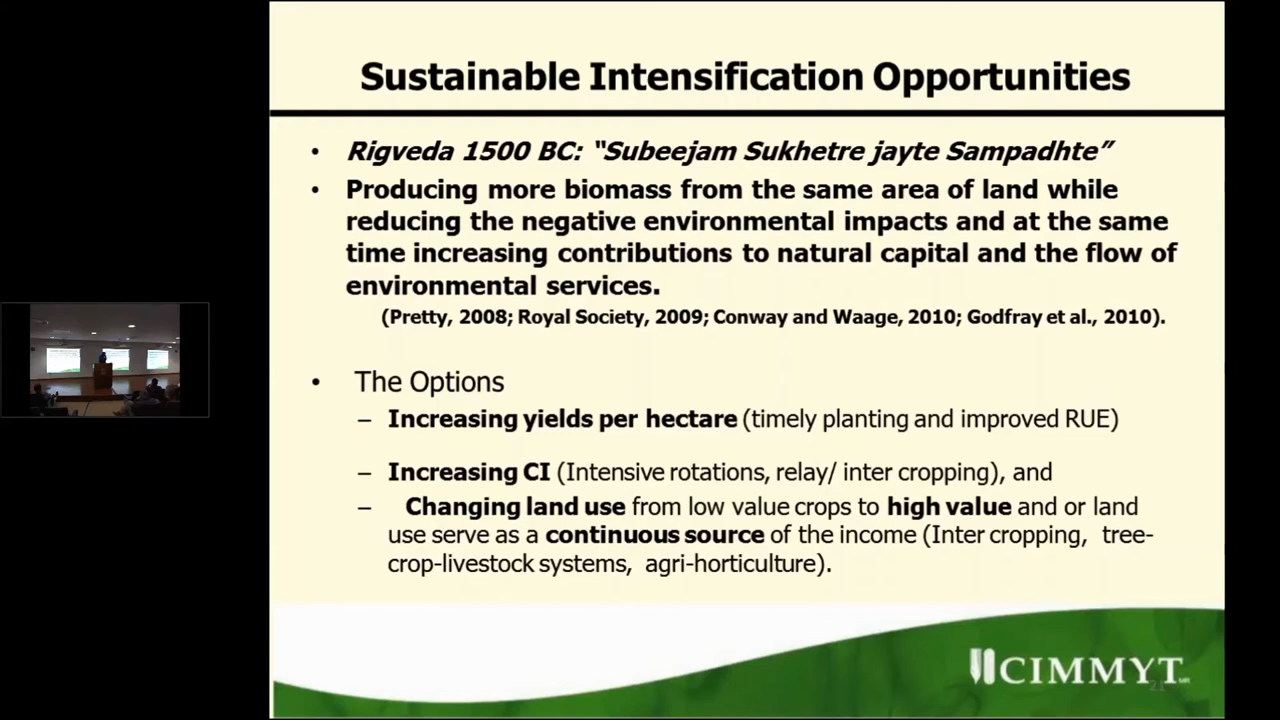 Sustainable Intensification Opportunities
• Rigveda 1500 BC: “Subeejam Sukhetre jayte Sampadhte”
• Producing more biomass from the same area of land while
reducing the negative environmental impacts and at the same
time increasing contributions to natural capital and the flow of
environmental services.
(Pretty, 2008; Royal Society, 2009; Conway and Waage, 2010; Godfray et al., 2010).
• The Options
– Increasing yields per hectare (timely planting and improved RUE)
– Increasing CI (Intensive rotations, relay/ inter cropping), and
– Changing land use from low value crops to high value and or land
use serve as a continuous source of the income (Inter cropping, tree-
crop-livestock systems, agri-horticulture).
CIMMYT
21